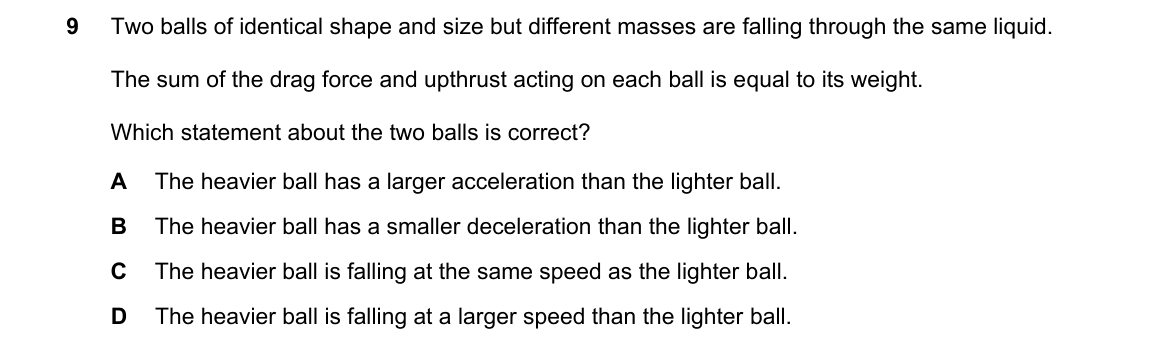 9 Two balls of identical shape and size but different masses are falling through the same liquid.
The sum of the drag force and upthrust acting on each ball is equal to its weight.
Which statement about the two balls is correct?
A The heavier ball has a larger acceleration than the lighter ball.
B The heavier ball has a smaller deceleration than the lighter ball.
C The heavier ball is falling at the same speed as the lighter ball.
D The heavier ball is falling at a larger speed than the lighter ball.